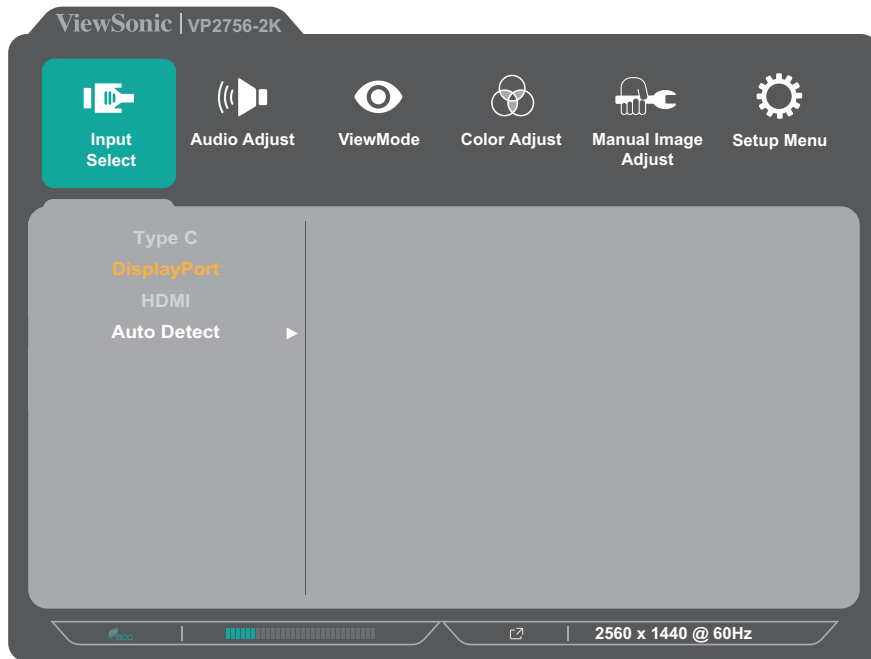 ViewSonic | VP2756-2K
Input
Select
Audio Adjust
ViewMode
Color Adjust
Manual Image
Adjust
Setup Menu
Type C
DisplayPort
HDMI
Auto Detect
eco
2560 x 1440 @ 60Hz